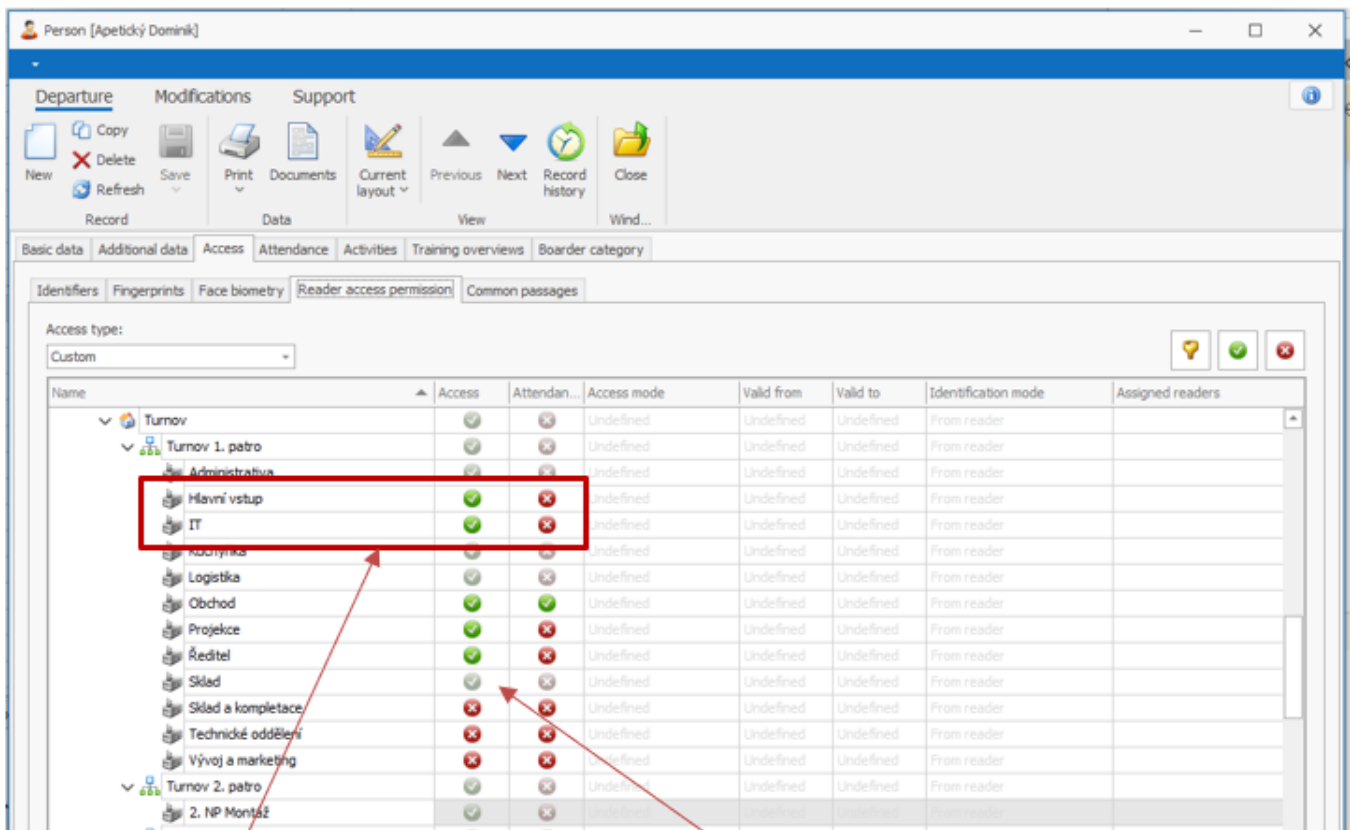 Person [Apetický Dominik]
Departure Modifications Support
New Copy Delete Refresh Save Print Documents Current layout Previous Next Record history Close
Record Data View Wind...
Basic data Additional data Access Attendance Activities Training overviews Boarder category
Identifiers Fingerprints Face biometry Reader access permission Common passages
Access type:
Custom
Name Access Attendan... Access mode Valid from Valid to Identification mode Assigned readers
Turnov Undefined Undefined Undefined From reader
Turnov 1. patro Undefined Undefined Undefined From reader
Administrativa Undefined Undefined Undefined From reader
Hlavní vstup Undefined Undefined Undefined From reader
IT Undefined Undefined Undefined From reader
Kuchyňka Undefined Undefined Undefined From reader
Logistika Undefined Undefined Undefined From reader
Obchod Undefined Undefined Undefined From reader
Projekce Undefined Undefined Undefined From reader
Ředitel Undefined Undefined Undefined From reader
Sklad Undefined Undefined Undefined From reader
Sklad a kompletace Undefined Undefined Undefined From reader
Technické oddělení Undefined Undefined Undefined From reader
Vývoj a marketing Undefined Undefined Undefined From reader
Turnov 2. patro Undefined Undefined Undefined From reader
2. NP Montáž Undefined Undefined Undefined From reader